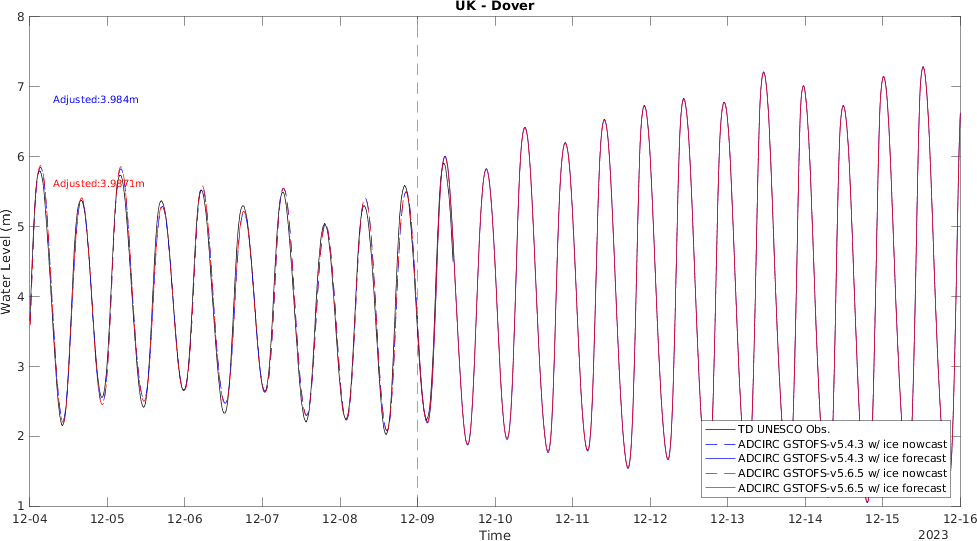 UK - Dover
8
7
6
5
4
3
2
1
Water Level (m)
Adjusted:3.984m
Adjusted:3.9871m
TD UNESCO Obs.
ADCIRC GSTOFS-v5.4.3 w/ ice nowcast
ADCIRC GSTOFS-v5.4.3 w/ ice forecast
ADCIRC GSTOFS-v5.6.5 w/ ice nowcast
ADCIRC GSTOFS-v5.6.5 w/ ice forecast
12-04 12-05 12-06 12-07 12-08 12-09 12-10 12-11 12-12 12-13 12-14 12-15 12-16
Time
2023